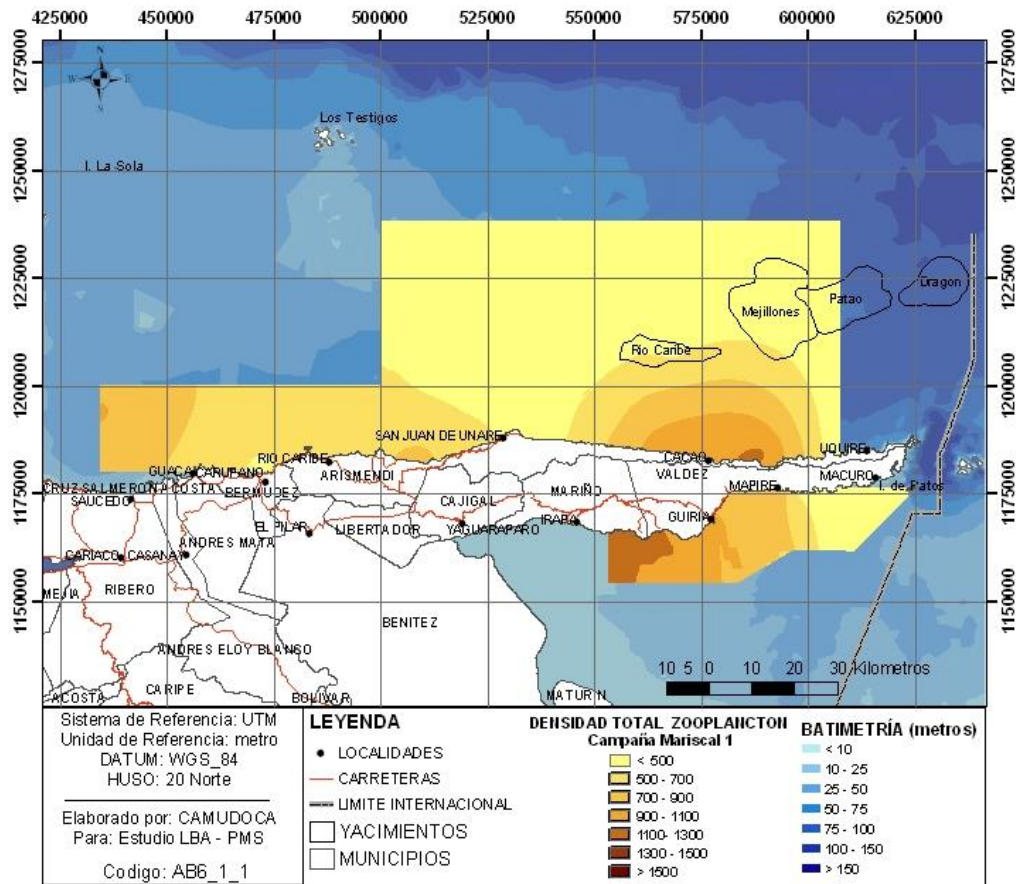 425000 450000 475000 500000 525000 550000 575000 600000 625000
1275000 1275000
N
W E
S
Los Testigos
I. La Sola
1250000 1250000
1225000 1225000
Dragon
Patao
Mejillones
Rio Caribe
1200000 1200000
SAN JUAN DE UNARE
UQUIRE
RIO CARIBE
CACAO
GUACA
CARUPANO
ARISMENDI
VALDEZ
MACURO
CRUZ SALMERON ACOSTA
BERMUDEZ
MAPIRE
I. de Patos
1175000 1175000
SAUCEDO
CAJIGAL
MARIÑO
GUIRIA
EL PILAR
LIBERTADOR
YAGUARAPARO
IRAPA
ANDRES MATA
CARIACO
CASANAY
RIBERO
MEJIA
BENITEZ
1150000 1150000
ANDRES ELOY BLANCO
CARIPE
ACOSTA
BOLIVAR
MATURIN
10 5 0 10 20 30 Kilometros
Sistema de Referencia: UTM
Unidad de Referencia: metro
DATUM: WGS_84
HUSO: 20 Norte
Elaborado por: CAMUDOCA
Para: Estudio LBA - PMS
Codigo: AB6_1_1
LEYENDA
LOCALIDADES
CARRETERAS
LIMITE INTERNACIONAL
YACIMIENTOS
MUNICIPIOS
DENSIDAD TOTAL ZOOPLANCTON
Campaña Mariscal 1
< 500
500 - 700
700 - 900
900 - 1100
1100- 1300
1300 - 1500
> 1500
BATIMETRÍA (metros)
< 10
10 - 25
25 - 50
50 - 75
75 - 100
100 - 150
> 150